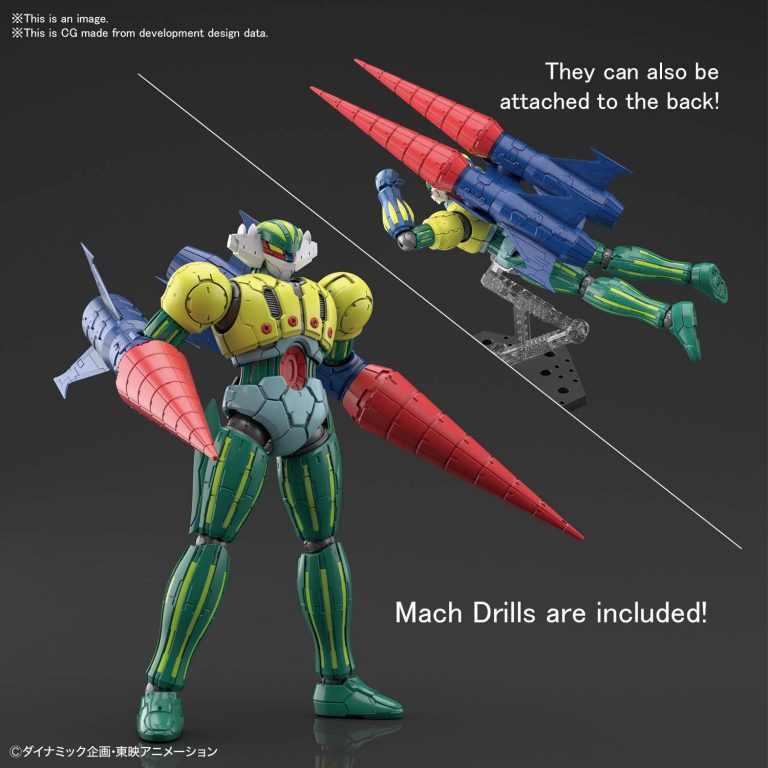 ※This is an image.
※This is CG made from development design data.
They can also be
attached to the back!
Mach Drills are included!
©ダイナミック企画・東映アニメーション